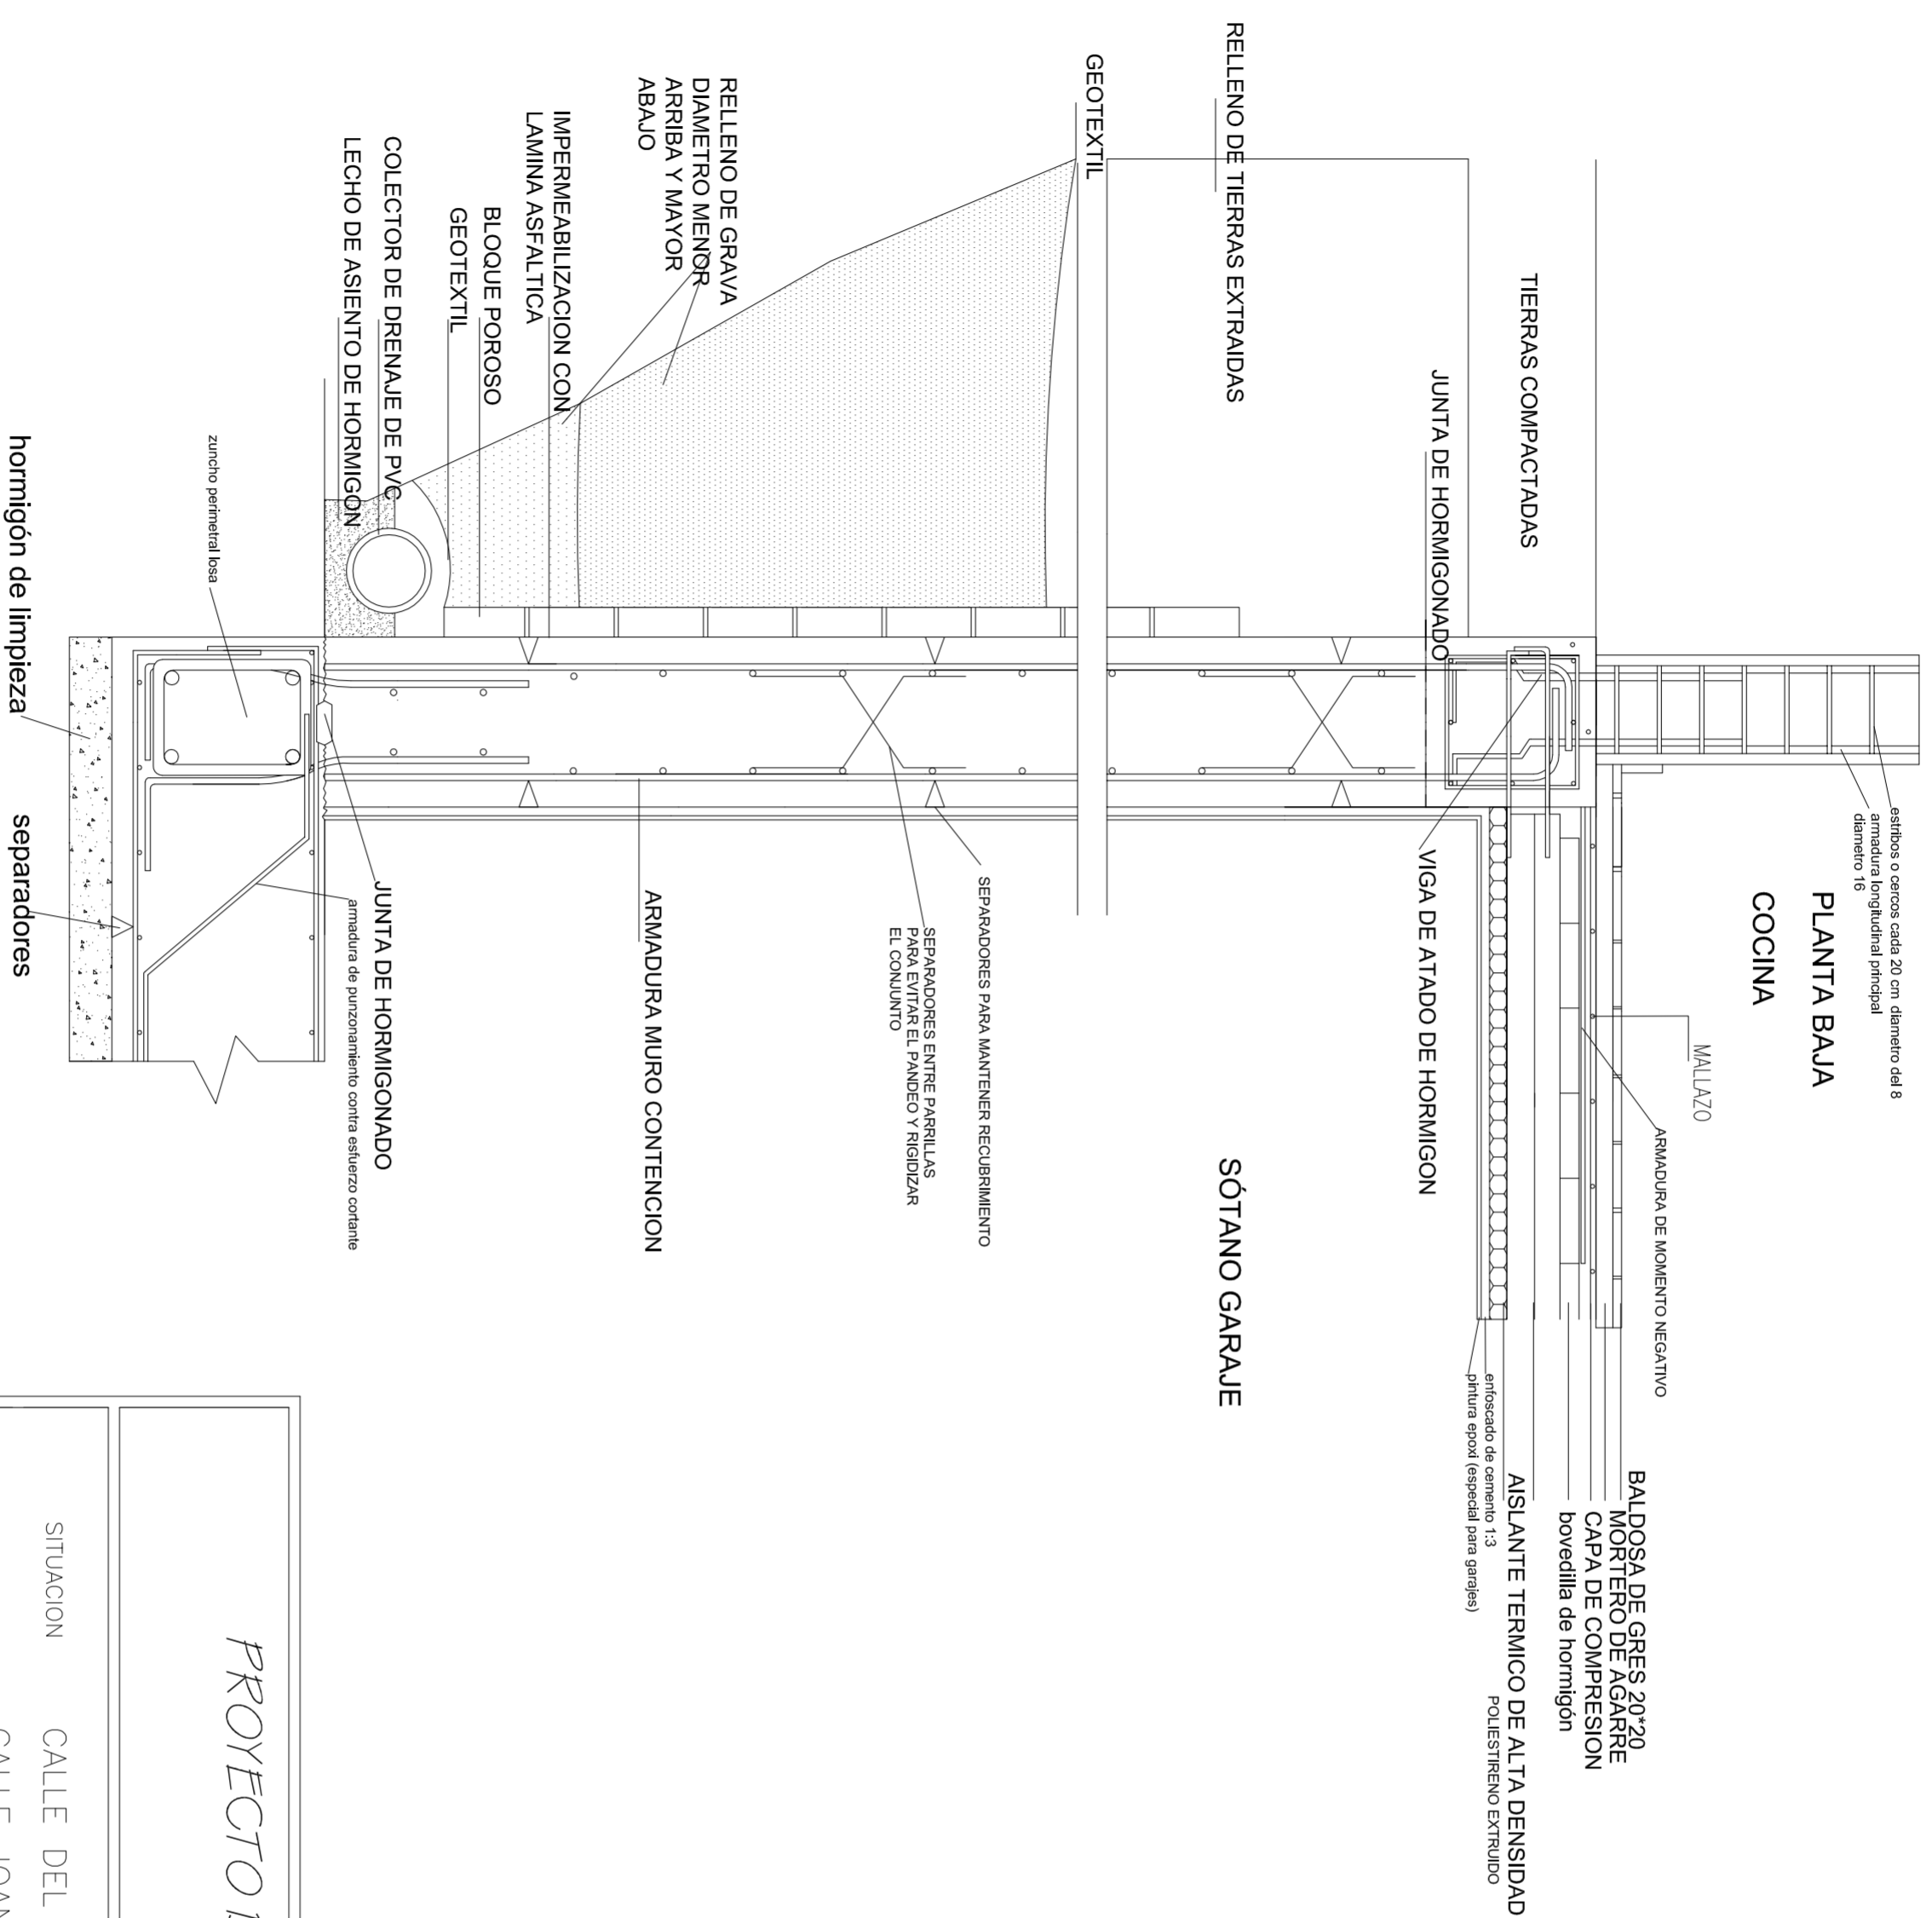 estribos o cercos cada 20 cm diametro del 8
armadura longitudinal principal
diametro 16
PLANTA BAJA
COCINA
MALLAZO
ARMADURA DE MOMENTO NEGATIVO
BALDOSA DE GRES 20*20
MORTERO DE AGARRE
CAPA DE COMPRESION
bovedilla de hormigón
AISLANTE TERMICO DE ALTA DENSIDAD
POLIESTIRENO EXTRUIDO
enfoscado de cemento 1:3
pintura epoxi (especial para garajes)
TIERRAS COMPACTADAS
JUNTA DE HORMIGONADO
VIGA DE ATADO DE HORMIGON
RELLENO DE TIERRAS EXTRAIDAS
SÓTANO GARAJE
GEOTEXTIL
SEPARADORES PARA MANTENER RECUBRIMIENTO
SEPARADORES ENTRE PARRILLAS
PARA EVITAR EL PANDEO Y RIGIDIZAR
EL CONJUNTO
RELLENO DE GRAVA
DIAMETRO MENOR
ARRIBA Y MAYOR
ABAJO
ARMADURA MURO CONTENCION
IMPERMEABILIZACION CON
LAMINA ASFALTICA
BLOQUE POROSO
GEOTEXTIL
COLECTOR DE DRENAJE DE PVC
LECHO DE ASIENTO DE HORMIGON
JUNTA DE HORMIGONADO
armadura de punzonamiento contra esfuerzo cortante
zuncho perimetral losa
hormigón de limpieza
separadores
PROYECTO
SITUACION
CALLE DEL
CALLE JOAN